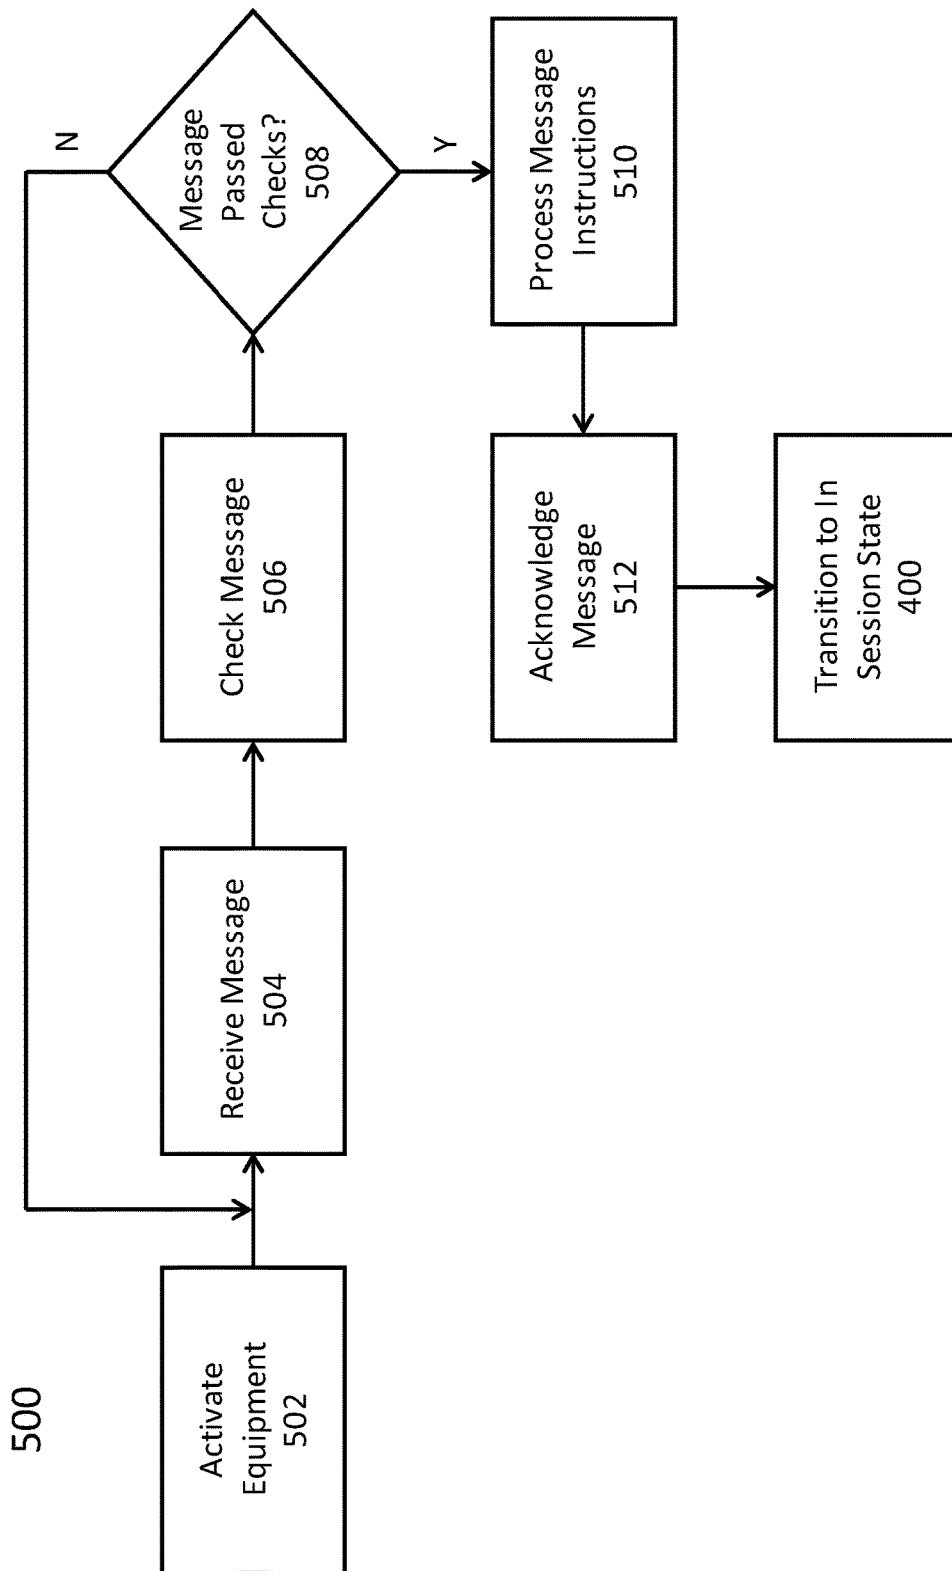 500
Activate
Equipment
502
Receive Message
504
Check Message
506
Message
Passed
Checks?
508
N
Y
Process Message
Instructions
510
Acknowledge
Message
512
Transition to In
Session State
400